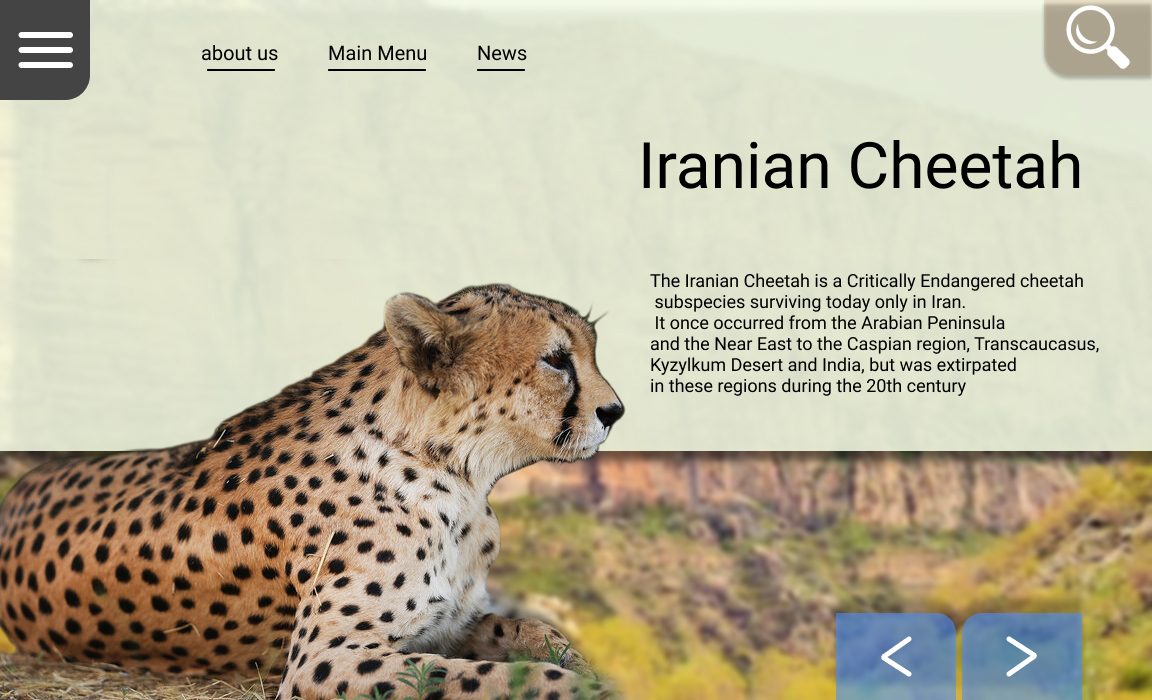 about us Main Menu News
Iranian Cheetah
The Iranian Cheetah is a Critically Endangered cheetah
subspecies surviving today only in Iran.
It once occurred from the Arabian Peninsula
and the Near East to the Caspian region, Transcaucasus,
Kyzylkum Desert and India, but was extirpated
in these regions during the 20th century